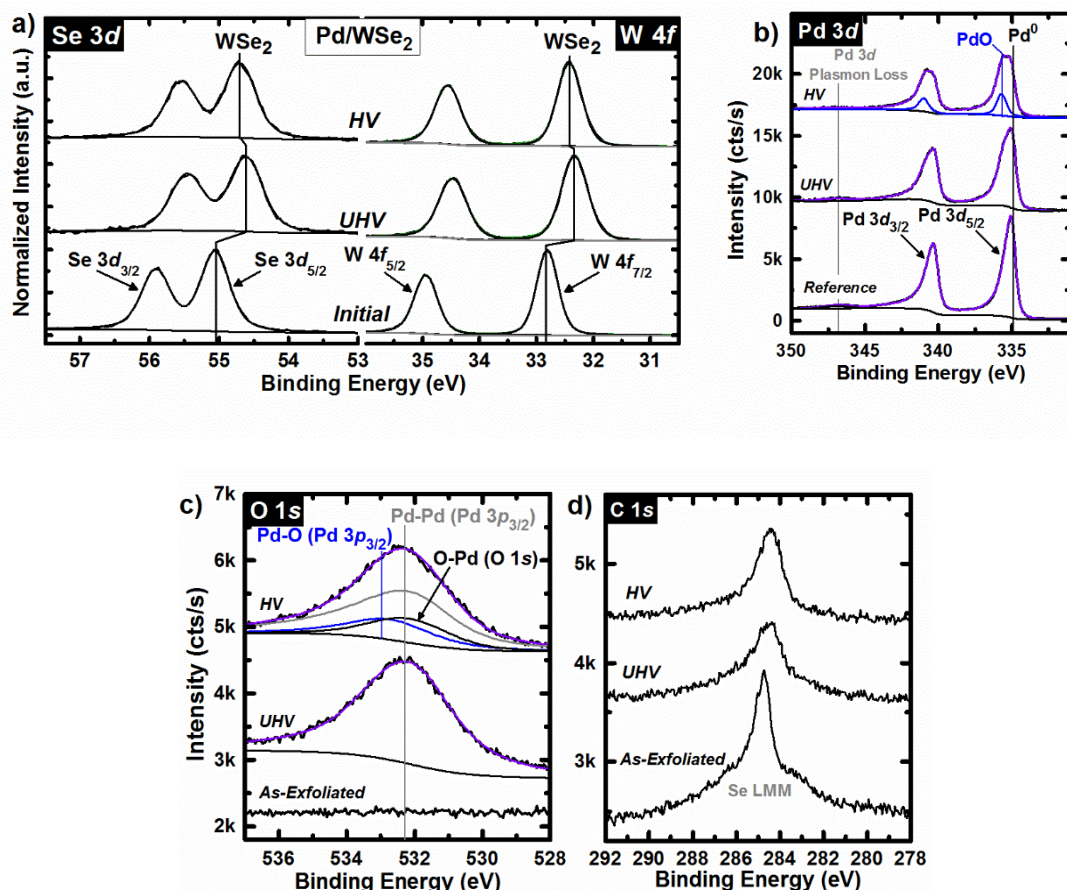 a) Se 3d Pd/WSe2 W 4f
WSe2 WSe2
HV
UHV
Se 3d3/2 Se 3d5/2 W 4f5/2 W 4f7/2
Initial
Normalized Intensity (a.u.)
57 56 55 54 53 35 34 33 32 31
Binding Energy (eV)
b) Pd 3d
PdO Pd0
Pd 3d
Plasmon Loss
HV
UHV
Pd 3d3/2 Pd 3d5/2
Reference
20k
15k
10k
5k
0
Intensity (cts/s)
350 345 340 335
Binding Energy (eV)
c) O 1s
Pd-Pd (Pd 3p3/2)
Pd-O (Pd 3p3/2)
O-Pd (O 1s)
HV
UHV
As-Exfoliated
7k
6k
5k
4k
3k
2k
Intensity (cts/s)
536 534 532 530 528
Binding Energy (eV)
d) C 1s
HV
UHV
As-Exfoliated
Se LMM
5k
4k
3k
292 290 288 286 284 282 280 278
Binding Energy (eV)